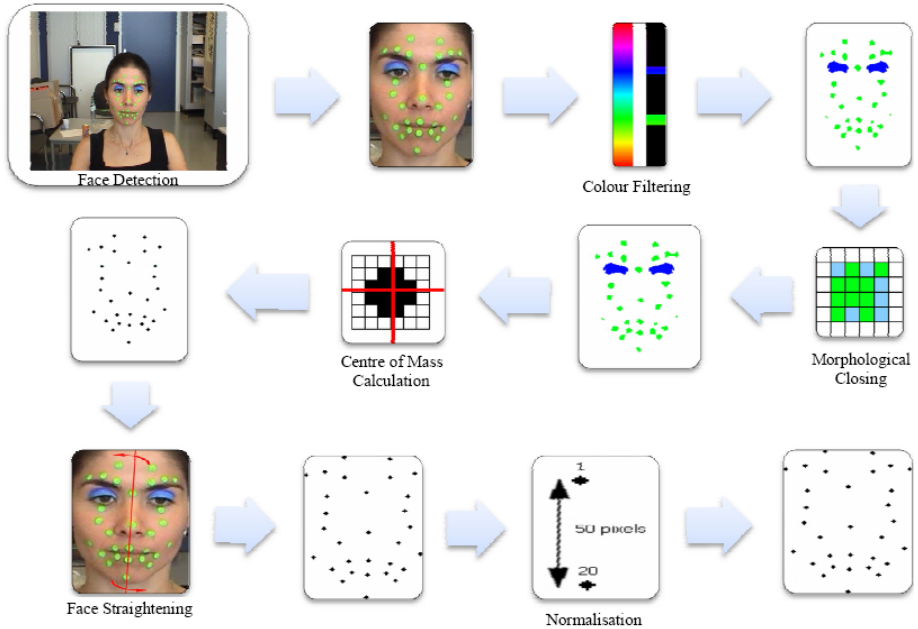 Face Detection
Colour Filtering
Centre of Mass
Calculation
Morphological
Closing
Face Straightening
1
50 pixels
20
Normalisation